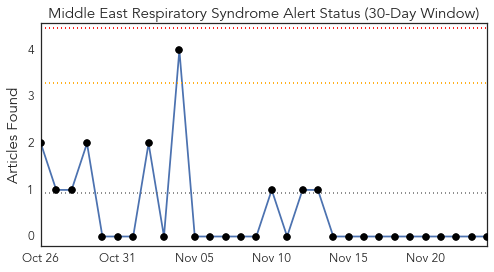 Middle East Respiratory Syndrome Alert Status (30-Day Window)
Articles Found
4
3
2
1
0
Oct 26 Oct 31 Nov 05 Nov 10 Nov 15 Nov 20